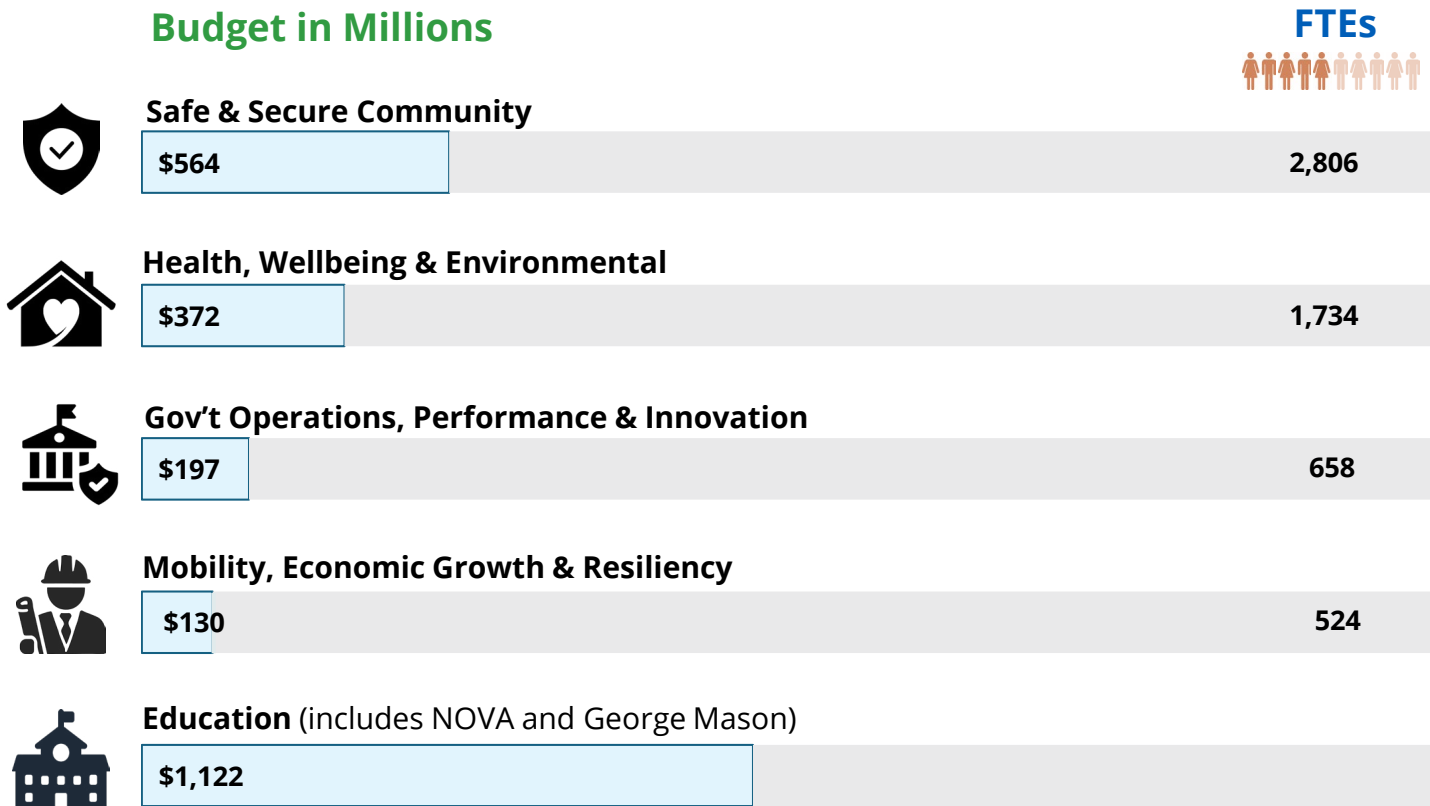 Budget in Millions
FTEs
Safe & Secure Community
$564
2,806
Health, Wellbeing & Environmental
$372
1,734
Gov’t Operations, Performance & Innovation
$197
658
Mobility, Economic Growth & Resiliency
$130
524
Education (includes NOVA and George Mason)
$1,122